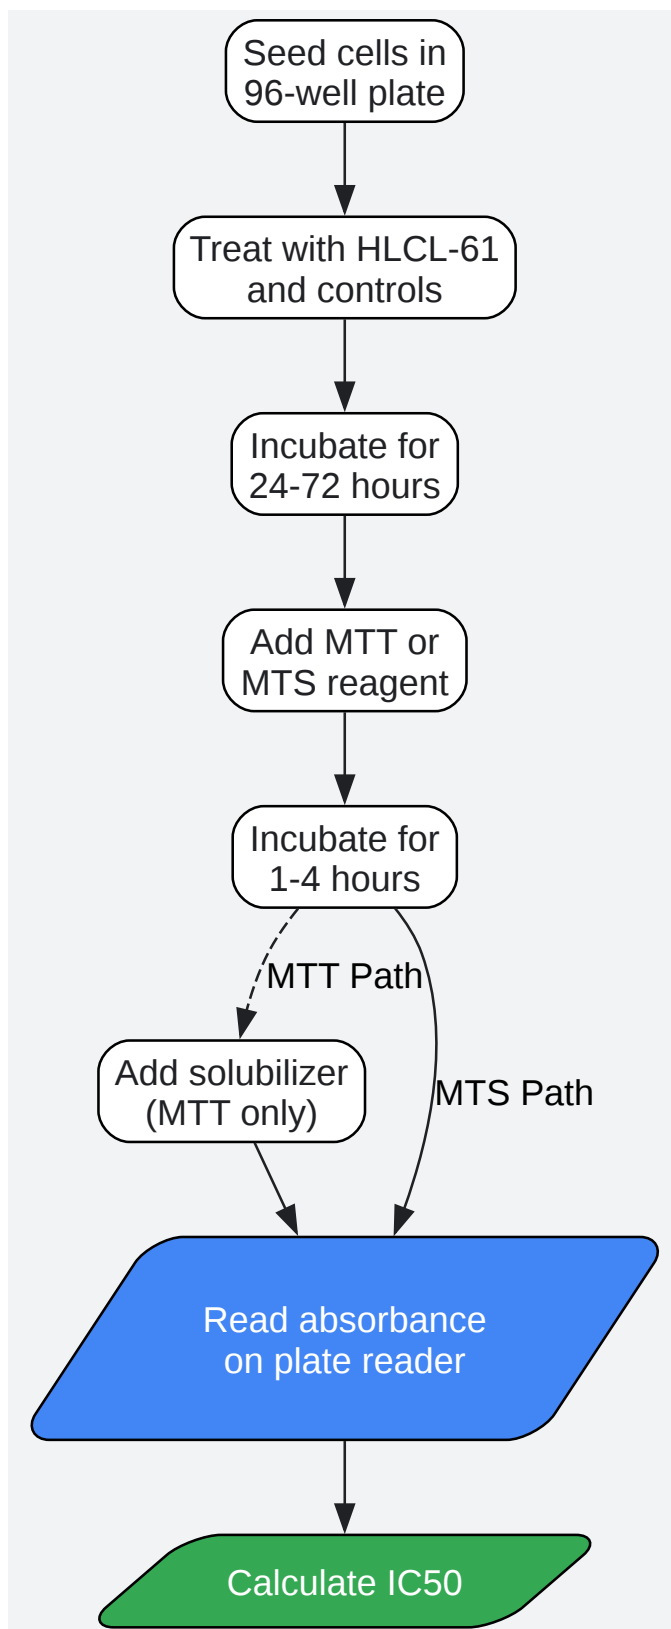 Seed cells in
96-well plate
Treat with HLCL-61
and controls
Incubate for
24-72 hours
Add MTT or
MTS reagent
Incubate for
1-4 hours
MTT Path
Add solubilizer
(MTT only)
MTS Path
Read absorbance
on plate reader
Calculate IC50